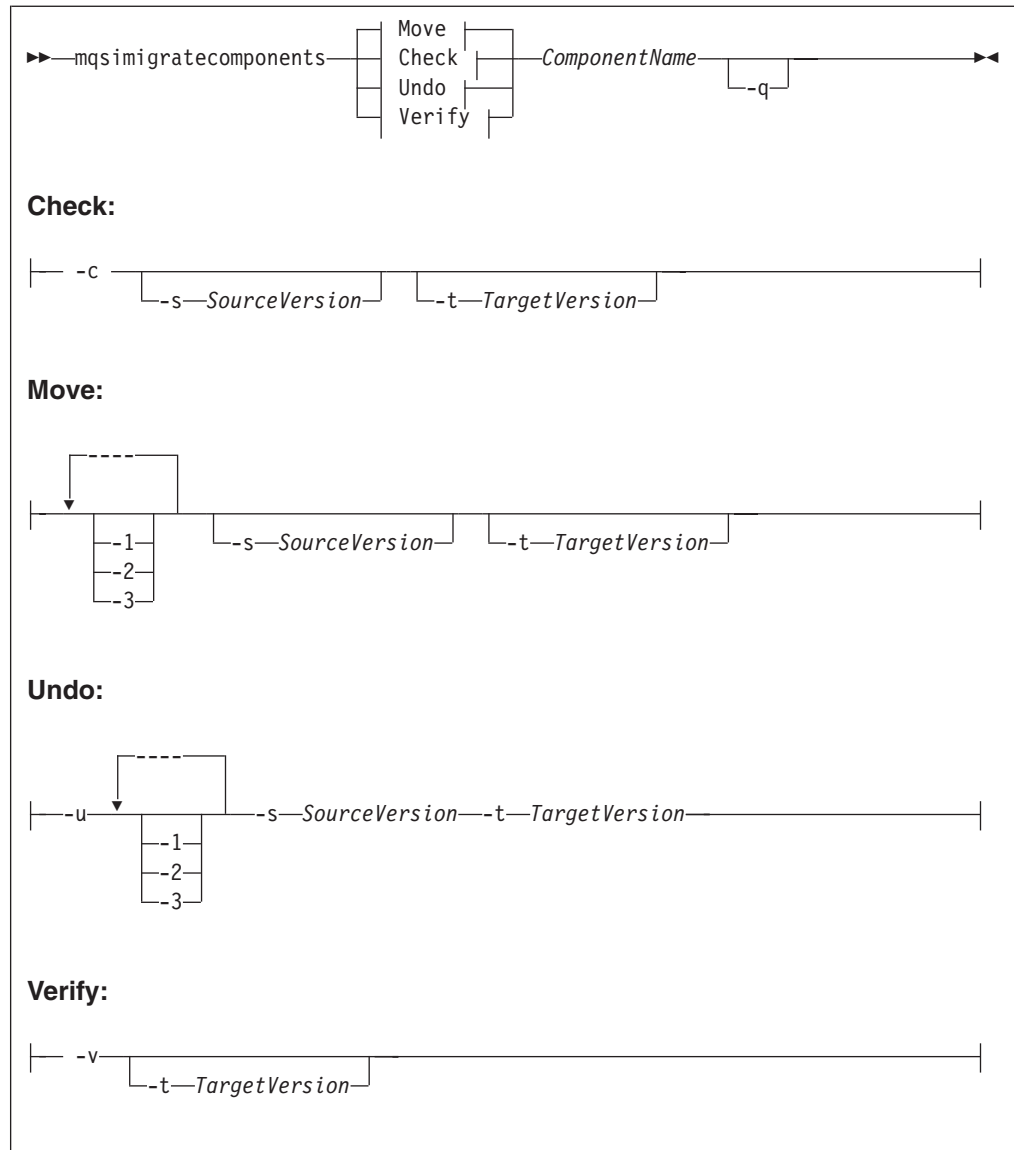 Move
mqsimigratecomponents Check ComponentName
-q
Undo
Verify
Check:
-c
-s SourceVersion -t TargetVersion
Move:
----
-1 -s SourceVersion -t TargetVersion
-2
-3
Undo:
----
-u -s SourceVersion -t TargetVersion
-1
-2
-3
Verify:
-v
-t TargetVersion